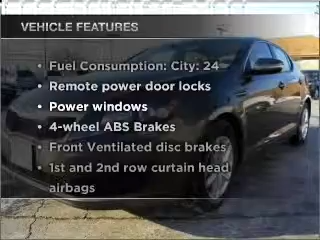 VEHICLE FEATURES
• Fuel Consumption: City: 24
• Remote power door locks
• Power windows
• 4-wheel ABS Brakes
• Front Ventilated disc brakes
• 1st and 2nd row curtain head
airbags